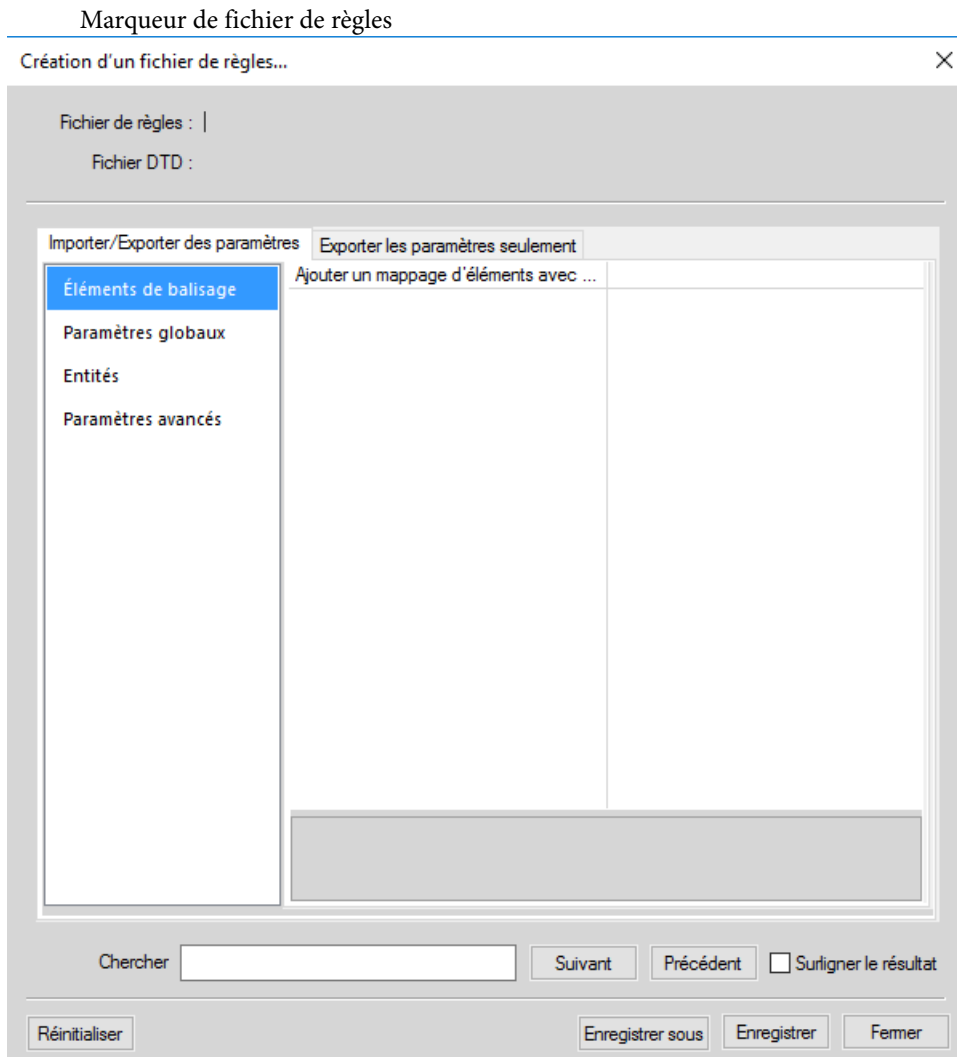 Marqueur de fichier de règles
Création d'un fichier de règles...
Fichier de règles :
Fichier DTD :
Importer/Exporter des paramètres
Exporter les paramètres seulement
Éléments de balisage
Ajouter un mappage d'éléments avec ...
Paramètres globaux
Entités
Paramètres avancés
Chercher
Suivant
Précédent
Surligner le résultat
Réinitialiser
Enregistrer sous
Enregistrer
Fermer